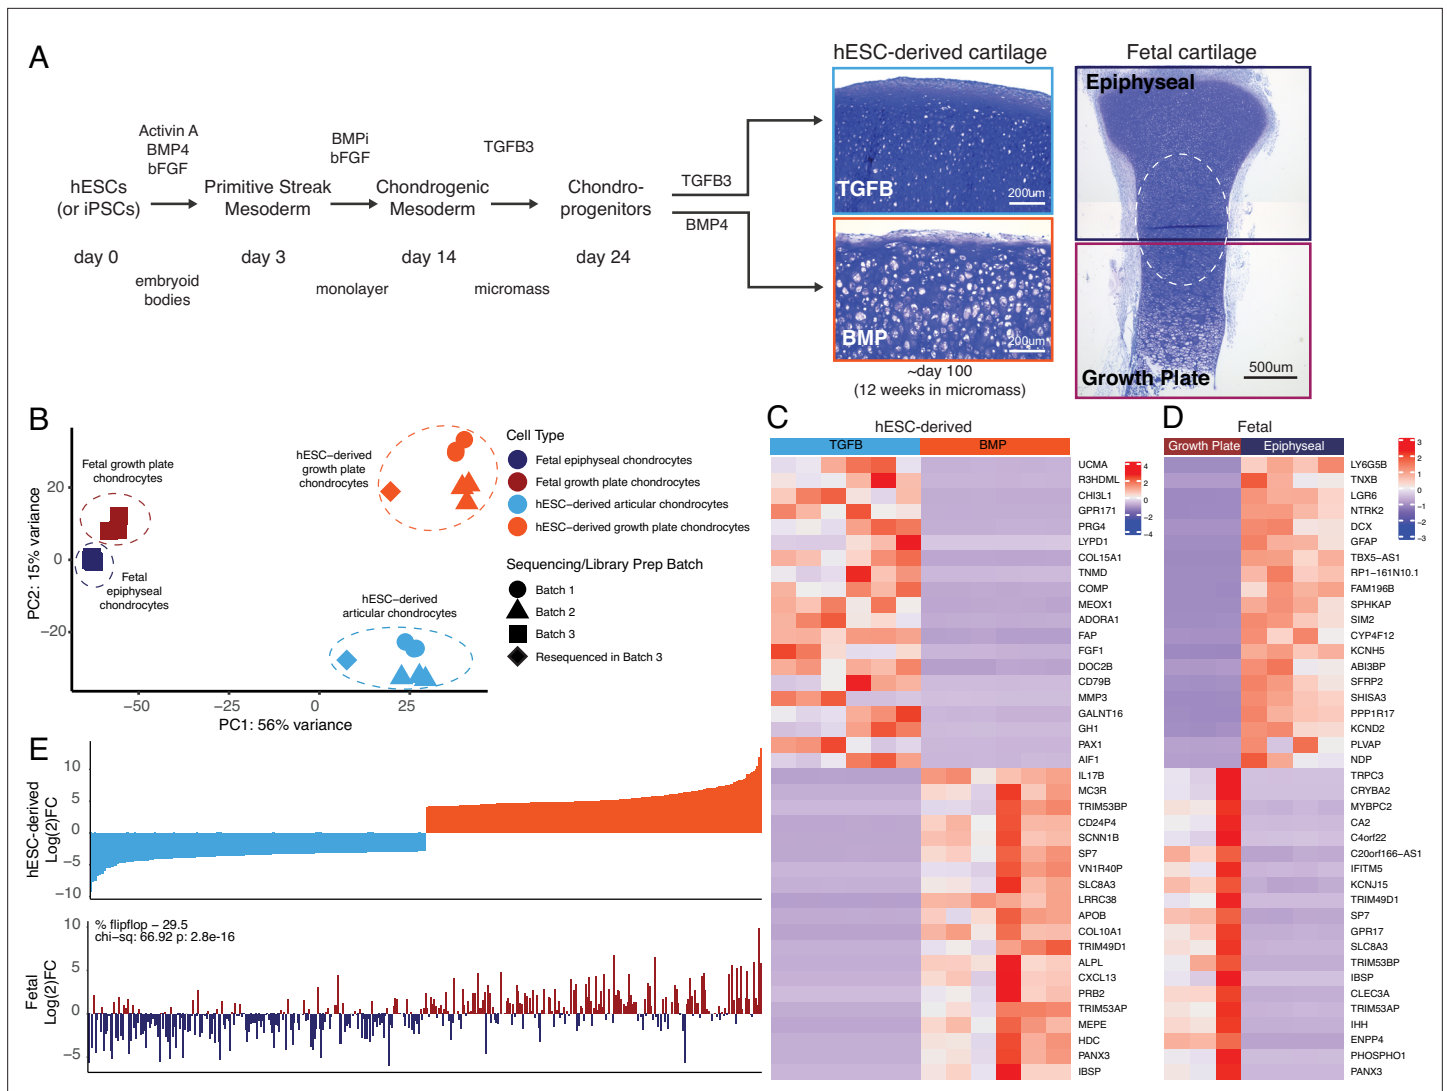 A
hESC-derived cartilage
Fetal cartilage
Activin A
BMP4
bFGF
BMPi
bFGF
TGFB3
hESCs
(or iPSCs)
Primitive Streak
Mesoderm
Chondrogenic
Mesoderm
Chondro-
progenitors
TGFB3
BMP4
day 0
day 3
day 14
day 24
embryoid
bodies
monolayer
micromass
TGFB
200um
BMP
200um
~day 100
(12 weeks in micromass)
Epiphyseal
Growth Plate
500um
B
PC2: 15% variance
20
0
−20
−50
−25
0
25
PC1: 56% variance
Fetal growth plate
chondrocytes
Fetal
epiphyseal
chondrocytes
hESC-derived
growth plate
chondrocytes
hESC-derived
articular chondrocytes
Cell Type
Fetal epiphyseal chondrocytes
Fetal growth plate chondrocytes
hESC-derived articular chondrocytes
hESC-derived growth plate chondrocytes
Sequencing/Library Prep Batch
Batch 1
Batch 2
Batch 3
Resequenced in Batch 3
C
hESC-derived
TGFB
BMP
UCMA
R3HDML
CHI3L1
GPR171
PRG4
LYPD1
COL15A1
TNMD
COMP
MEOX1
ADORA1
FAP
FGF1
DOC2B
CD79B
MMP3
GALNT16
GH1
PAX1
AIF1
IL17B
MC3R
TRIM53BP
CD24P4
SCNN1B
SP7
VN1R40P
SLC8A3
LRRC38
APOB
COL10A1
TRIM49D1
ALPL
CXCL13
PRB2
TRIM53AP
MEPE
HDC
PANX3
IBSP
4
2
0
−2
−4
D
Fetal
Growth Plate
Epiphyseal
LY6G5B
TNXB
LGR6
NTRK2
DCX
GFAP
TBX5−AS1
RP1−161N10.1
FAM196B
SPHKAP
SIM2
CYP4F12
KCNH5
ABI3BP
SFRP2
SHISA3
PPP1R17
KCND2
PLVAP
NDP
TRPC3
CRYBA2
MYBPC2
CA2
C4orf22
C20orf166−AS1
IFITM5
KCNJ15
TRIM49D1
SP7
GPR17
SLC8A3
TRIM53BP
IBSP
CLEC3A
TRIM53AP
IHH
ENPP4
PHOSPHO1
PANX3
3
2
1
0
−1
−2
−3
E
hESC-derived
Log(2)FC
10
5
0
−5
−10
Fetal
Log(2)FC
10
5
0
−5
% flipflop − 29.5
chi−sq: 66.92 p: 2.8e-16